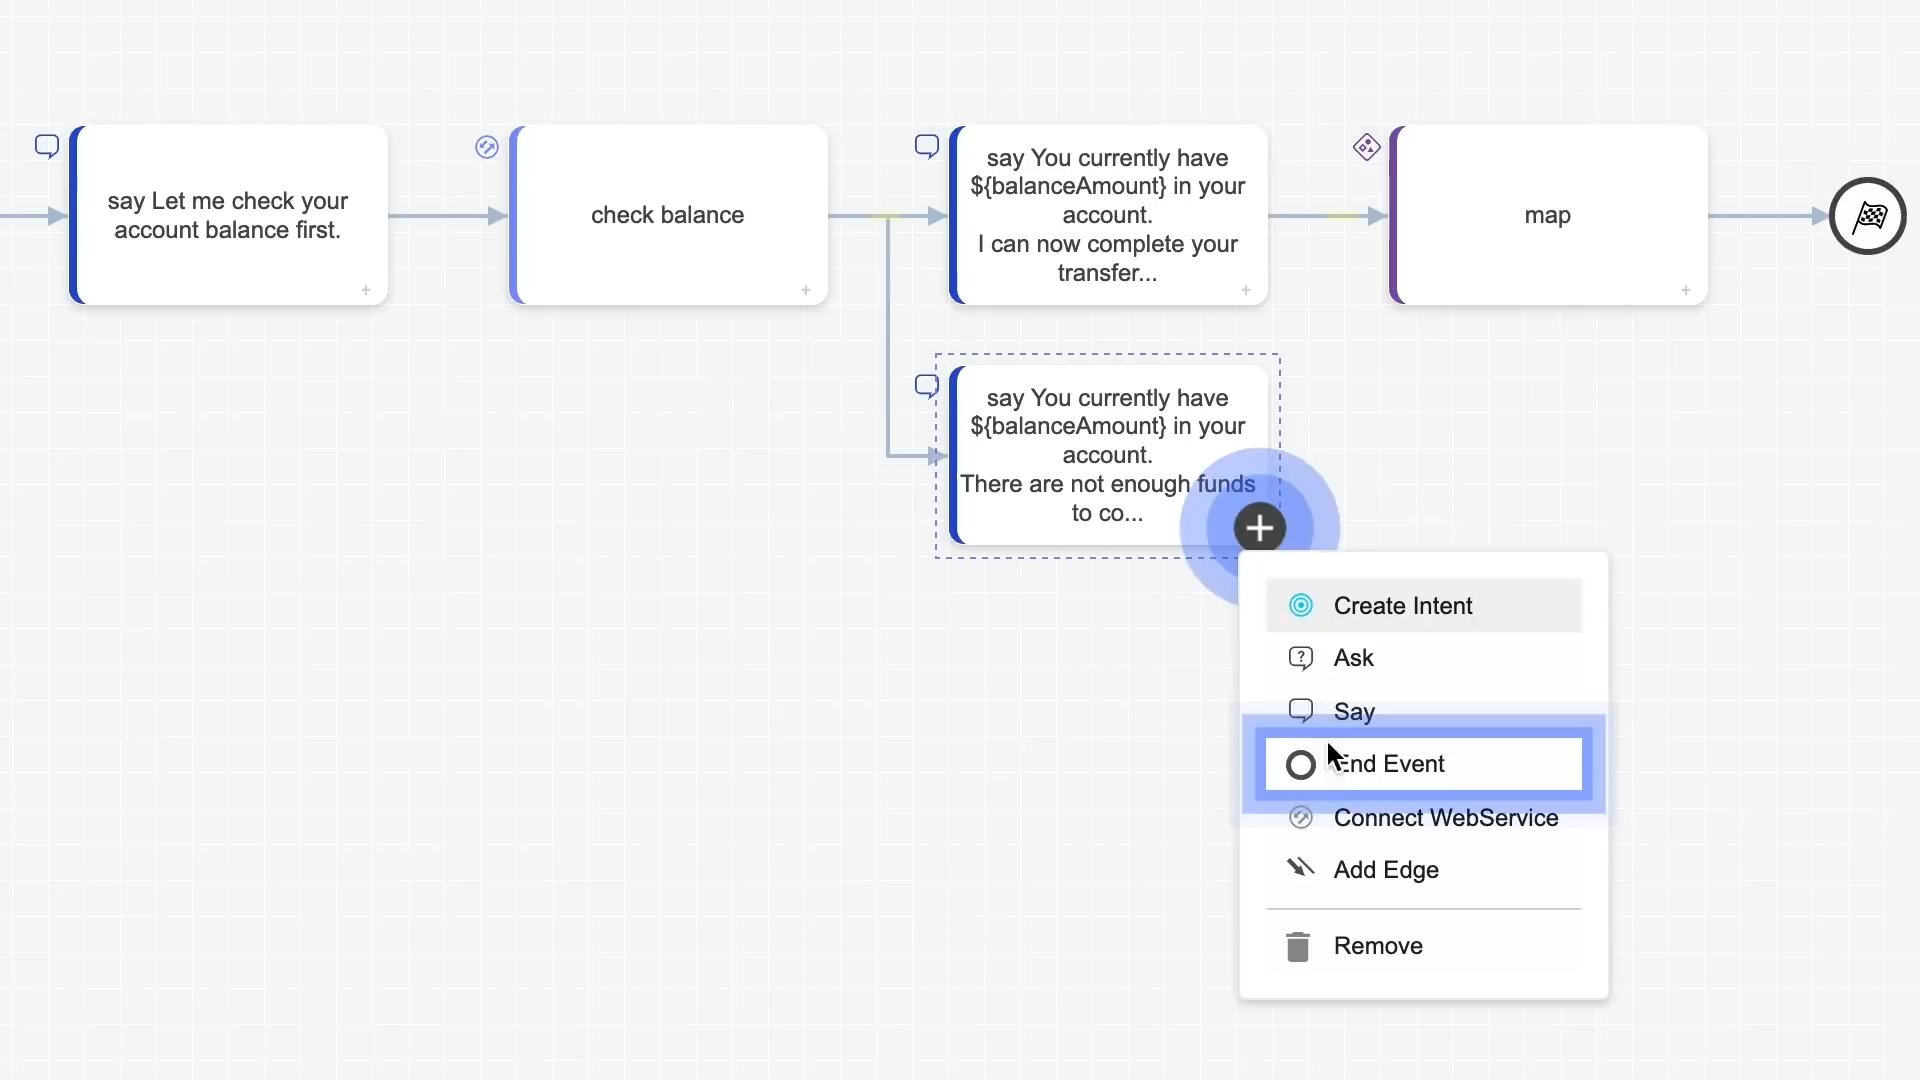 say Let me check your
account balance first.
check balance
say You currently have
${balanceAmount} in your
account.
I can now complete your
transfer...
map
say You currently have
${balanceAmount} in your
account.
There are not enough funds
to co...
Create Intent
Ask
Say
End Event
Connect WebService
Add Edge
Remove